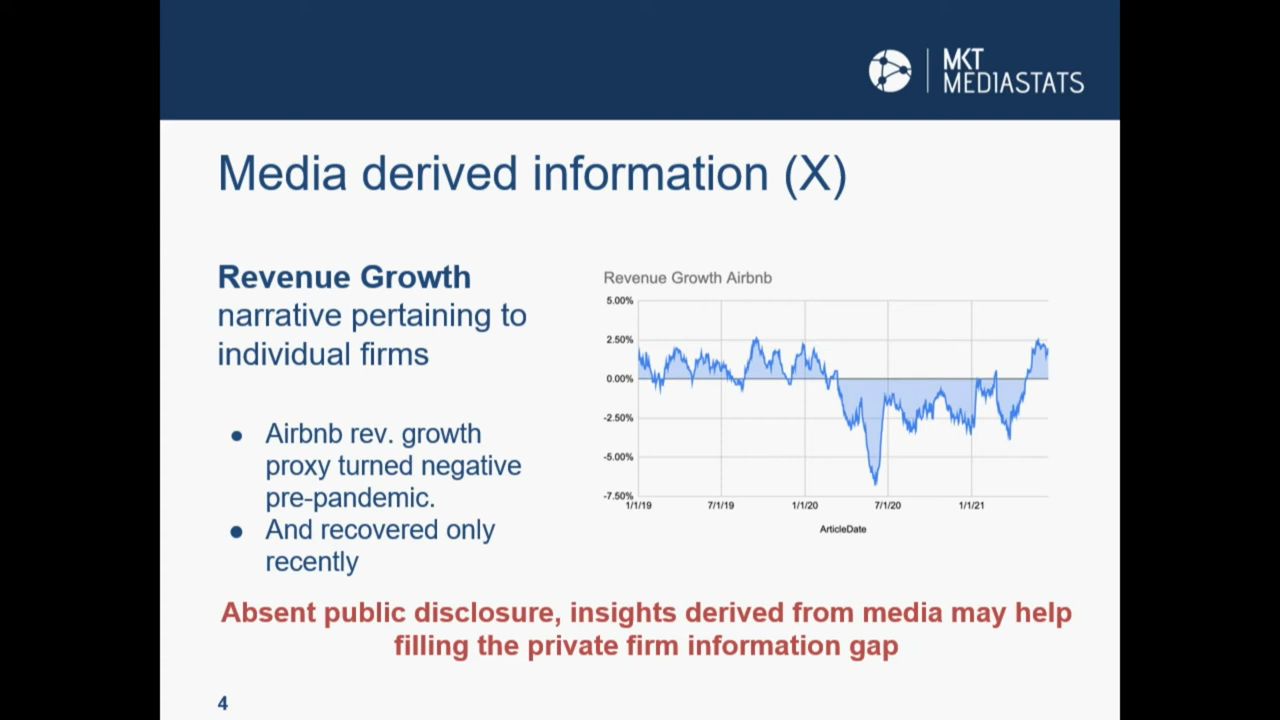 MKT
MEDIASTATS
Media derived information (X)
Revenue Growth
narrative pertaining to
individual firms
● Airbnb rev. growth
proxy turned negative
pre-pandemic.
● And recovered only
recently
Revenue Growth Airbnb
5.00%
2.50%
0.00%
-2.50%
-5.00%
-7.50%
1/1/19 7/1/19 1/1/20 7/1/20 1/1/21
ArticleDate
Absent public disclosure, insights derived from media may help
filling the private firm information gap
4